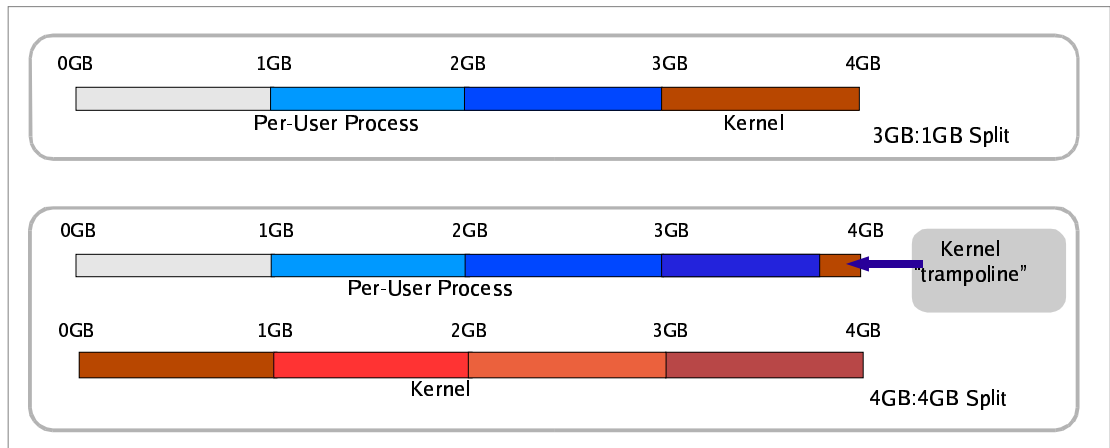 0GB 1GB 2GB 3GB 4GB
Per-User Process Kernel
3GB:1GB Split
0GB 1GB 2GB 3GB 4GB
Kernel
"trampoline"
Per-User Process
0GB 1GB 2GB 3GB 4GB
Kernel
4GB:4GB Split